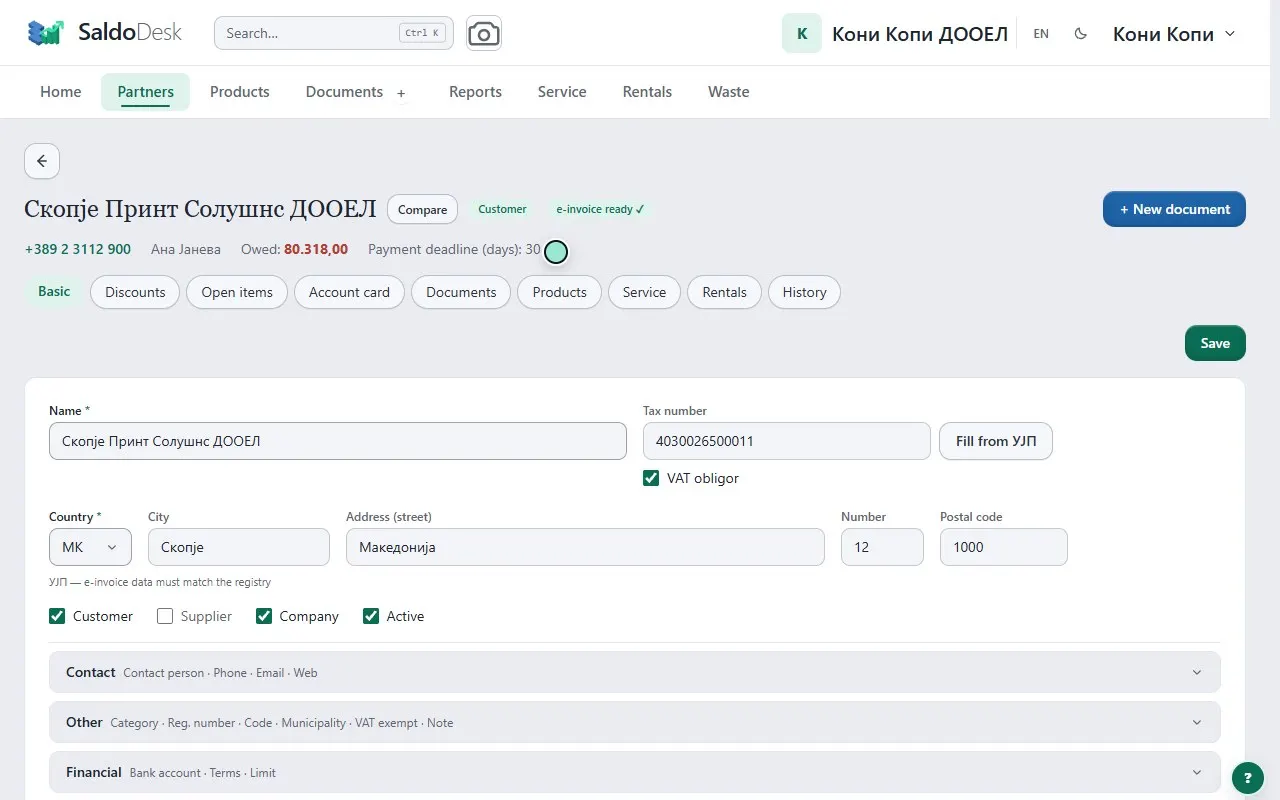 SaldoDesk
Search... Ctrl K
К Кони Копи ДООЕЛ EN Кони Копи
Home Partners Products Documents + Reports Service Rentals Waste
Скопје Принт Солушнс ДООЕЛ Compare Customer e-invoice ready ✓ + New document
+389 2 3112 900 Ана Јанева Owed: 80.318,00 Payment deadline (days): 30
Basic Discounts Open items Account card Documents Products Service Rentals History
Save
Name * Tax number
Скопје Принт Солушнс ДООЕЛ 4030026500011 Fill from УЈП
VAT obligor
Country * City Address (street) Number Postal code
МК Скопје Македонија 12 1000
УЈП — e-invoice data must match the registry
Customer Supplier Company Active
Contact Contact person · Phone · Email · Web
Other Category · Reg. number · Code · Municipality · VAT exempt · Note
Financial Bank account · Terms · Limit
?